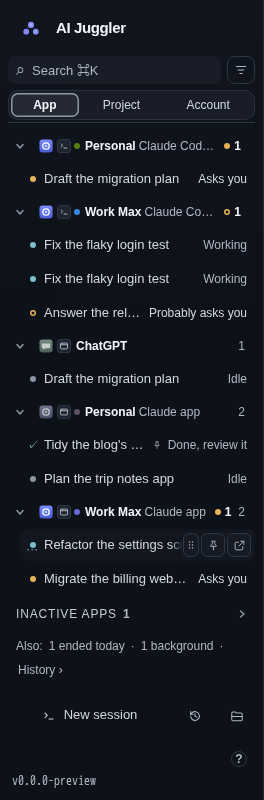 AI Juggler
Search ⌘K
App Project Account
Personal Claude Cod… 1
Draft the migration plan Asks you
Work Max Claude Co… 1
Fix the flaky login test Working
Fix the flaky login test Working
Answer the rel… Probably asks you
ChatGPT 1
Draft the migration plan Idle
Personal Claude app 2
Tidy the blog's … Done, review it
Plan the trip notes app Idle
Work Max Claude app 1 2
Refactor the settings
Migrate the billing web… Asks you
INACTIVE APPS 1
Also: 1 ended today · 1 background ·
History ›
New session
?
v0.0.0-preview